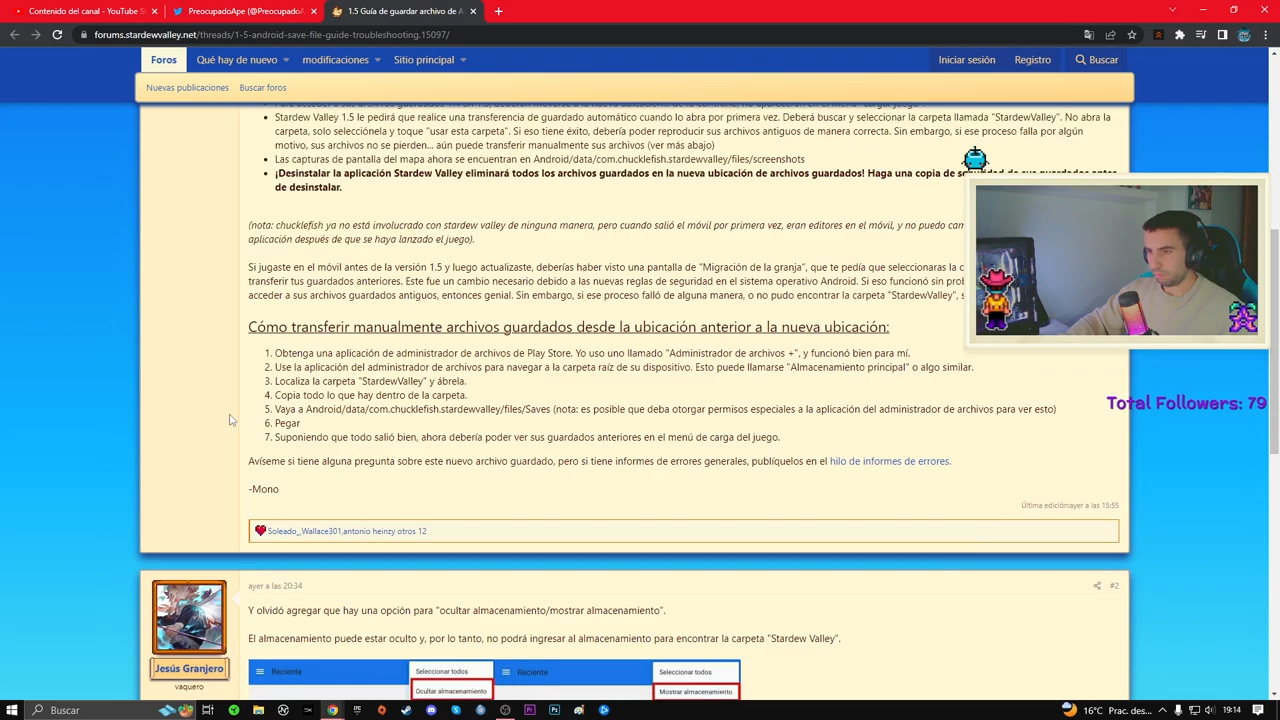 Contenido del canal - YouTube S
PreocupadoApe (@PreocupadoA
1.5 Guía de guardar archivo de A
forums.stardewvalley.net/threads/1-5-android-save-file-guide-troubleshooting.15097/
Foros
Qué hay de nuevo
modificaciones
Sitio principal
Iniciar sesión
Registro
Buscar
Nuevas publicaciones
Buscar foros
Stardew Valley 1.5 le pedirá que realice una transferencia de guardado automático cuando lo abra por primera vez. Deberá buscar y seleccionar la carpeta llamada "StardewValley". No abra la
carpeta, solo selecciónela y toque "usar esta carpeta". Si eso tiene éxito, debería poder reproducir sus archivos antiguos de manera correcta. Sin embargo, si ese proceso falla por algún
motivo, sus archivos no se pierden... aún puede transferir manualmente sus archivos (ver más abajo)
Las capturas de pantalla del mapa ahora se encuentran en Android/data/com.chucklefish.stardewvalley/files/screenshots
¡Desinstalar la aplicación Stardew Valley eliminará todos los archivos guardados en la nueva ubicación de archivos guardados! Haga una copia de seguridad de sus guardados antes
de desinstalar.
(nota: chucklefish ya no está involucrado con stardew valley de ninguna manera, pero cuando salió el móvil por primera vez, eran editores en el móvil, y no puedo cam
aplicación después de que se haya lanzado el juego).
Si jugaste en el móvil antes de la versión 1.5 y luego actualizaste, deberías haber visto una pantalla de "Migración de la granja", que te pedía que seleccionaras la c
transferir tus guardados anteriores. Este fue un cambio necesario debido a las nuevas reglas de seguridad en el sistema operativo Android. Si eso funcionó sin prob
acceder a sus archivos guardados antiguos, entonces genial. Sin embargo, si ese proceso falló de alguna manera, o no pudo encontrar la carpeta "StardewValley", s
Cómo transferir manualmente archivos guardados desde la ubicación anterior a la nueva ubicación:
1. Obtenga una aplicación de administrador de archivos de Play Store. Yo uso uno llamado "Administrador de archivos +", y funcionó bien para mí.
2. Use la aplicación del administrador de archivos para navegar a la carpeta raíz de su dispositivo. Esto puede llamarse "Almacenamiento principal" o algo similar.
3. Localiza la carpeta "StardewValley" y ábrela.
4. Copia todo lo que hay dentro de la carpeta.
5. Vaya a Android/data/com.chucklefish.stardewvalley/files/Saves (nota: es posible que deba otorgar permisos especiales a la aplicación del administrador de archivos para ver esto)
6. Pegar
7. Suponiendo que todo salió bien, ahora debería poder ver sus guardados anteriores en el menú de carga del juego.
Total Followers: 79
Avíseme si tiene alguna pregunta sobre este nuevo archivo guardado, pero si tiene informes de errores generales, publíquelos en el hilo de informes de errores.
-Mono
Última edición:ayer a las 15:55
Soleado_Wallace301,antonio heinzy otros 12
ayer a las 20:34
#2
Y olvidó agregar que hay una opción para "ocultar almacenamiento/mostrar almacenamiento".
El almacenamiento puede estar oculto y, por lo tanto, no podrá ingresar al almacenamiento para encontrar la carpeta "Stardew Valley".
Jesús Granjero
vaquero
Reciente
Seleccionar todos
Ocultar almacenamiento
Reciente
Seleccionar todos
Mostrar almacenamiento
Buscar
16°C
Prac. despejado
19:14